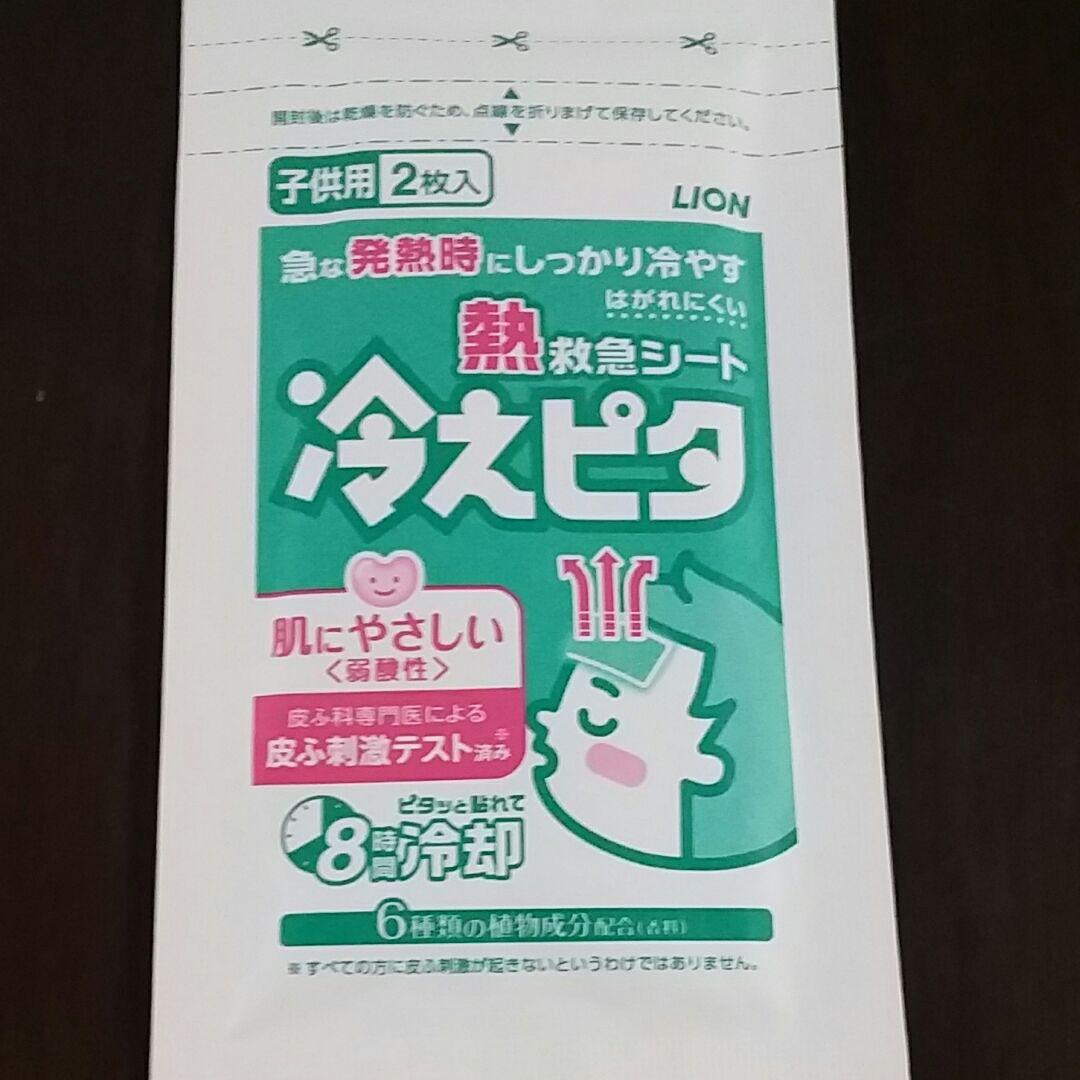 開封後は乾燥を防ぐため、点線を折りまげて保存してください。
子供用 2枚入
LION
急な発熱時にしっかり冷やす
はがれにくい
熱救急シート
冷えピタ
肌にやさしい
〈弱酸性〉
皮ふ科専門医による
皮ふ刺激テスト済み※
ピタッと貼れて
8時間冷却
6種類の植物成分配合(香料)
※すべての方に皮ふ刺激が起きないというわけではありません。